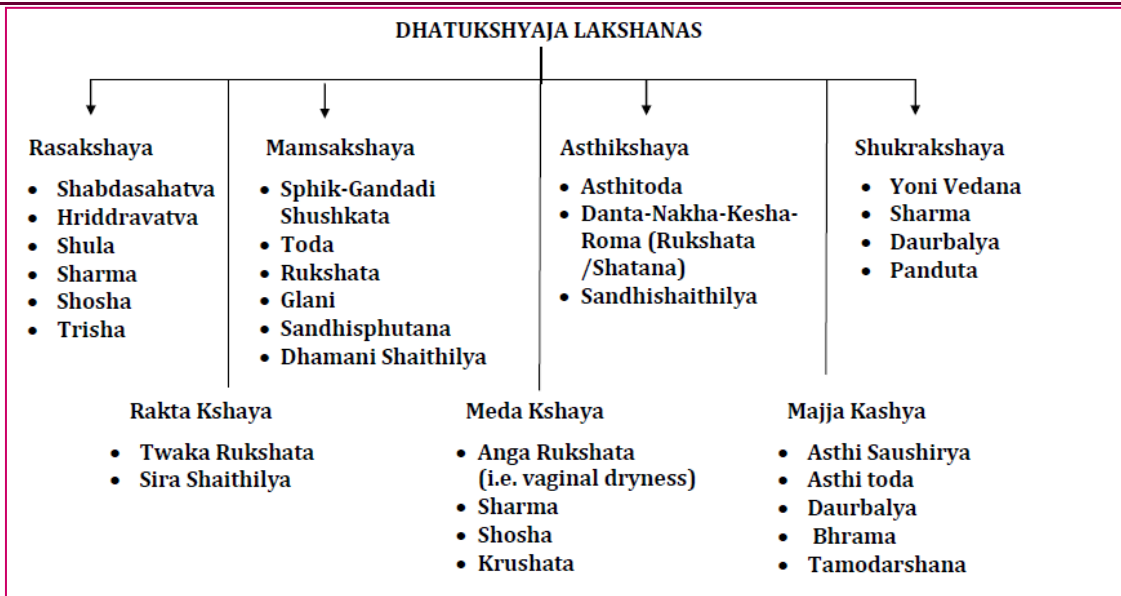 DHATUKSHYAJA LAKSHANAS
Rasakshaya
• Shabdasahatva
• Hriddravatva
• Shula
• Sharma
• Shosha
• Trisha
Mamsakshaya
• Sphik-Gandadi
Shushkata
• Toda
• Rukshata
• Glani
• Sandhisphutana
• Dhamani Shaithilya
Asthikshaya
• Asthitoda
• Danta-Nakha-Kesha-
Roma (Rukshata
/Shatana)
• Sandhishaithilya
Shukrakshaya
• Yoni Vedana
• Sharma
• Daurbalya
• Panduta
Rakta Kshaya
• Twaka Rukshata
• Sira Shaithilya
Meda Kshaya
• Anga Rukshata
(i.e. vaginal dryness)
• Sharma
• Shosha
• Krushata
Majja Kashya
• Asthi Saushirya
• Asthi toda
• Daurbalya
• Bhrama
• Tamodarshana